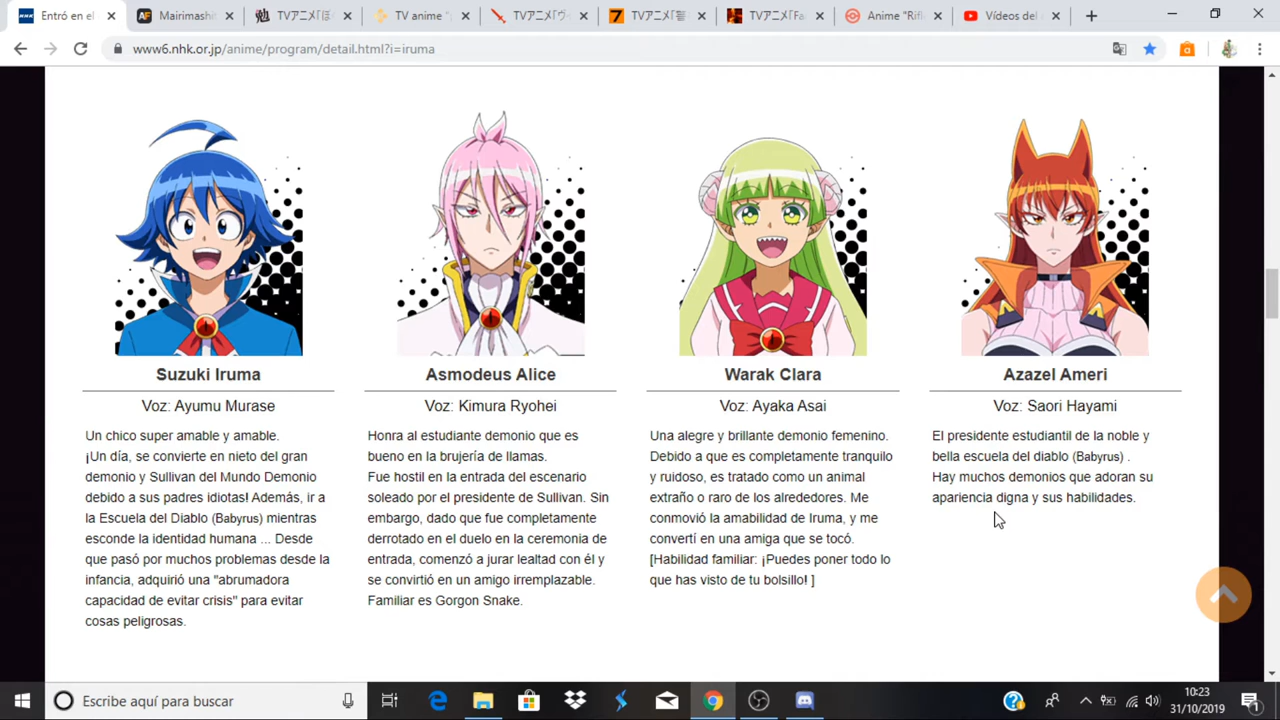 NHK
Entró en el
AF
Mairimashit
TVアニメ「ぼ
TV anime "
TVアニメ「ヴィ
7
TVアニメ「
TVアニメ「Fa
Anime "Rifl
Vídeos del a
www6.nhk.or.jp/anime/program/detail.html?i=iruma
a
Suzuki Iruma
Voz: Ayumu Murase
Un chico super amable y amable.
¡Un día, se convierte en nieto del gran
demonio y Sullivan del Mundo Demonio
debido a sus padres idiotas! Además, ir a
la Escuela del Diablo (Babyrus) mientras
esconde la identidad humana ... Desde
que pasó por muchos problemas desde la
infancia, adquirió una "abrumadora
capacidad de evitar crisis" para evitar
cosas peligrosas.
Asmodeus Alice
Voz: Kimura Ryohei
Honra al estudiante demonio que es
bueno en la brujería de llamas.
Fue hostil en la entrada del escenario
soleado por el presidente de Sullivan. Sin
embargo, dado que fue completamente
derrotado en el duelo en la ceremonia de
entrada, comenzó a jurar lealtad con él y
se convirtió en un amigo irremplazable.
Familiar es Gorgon Snake.
Warak Clara
Voz: Ayaka Asai
Una alegre y brillante demonio femenino.
Debido a que es completamente tranquilo
y ruidoso, es tratado como un animal
extraño o raro de los alrededores. Me
conmovió la amabilidad de Iruma, y me
convertí en una amiga que se tocó.
[Habilidad familiar: ¡Puedes poner todo lo
que has visto de tu bolsillo! ]
Azazel Ameri
Voz: Saori Hayami
El presidente estudiantil de la noble y
bella escuela del diablo (Babyrus) .
Hay muchos demonios que adoran su
apariencia digna y sus habilidades.
Escribe aquí para buscar
10:23
31/10/2019
1